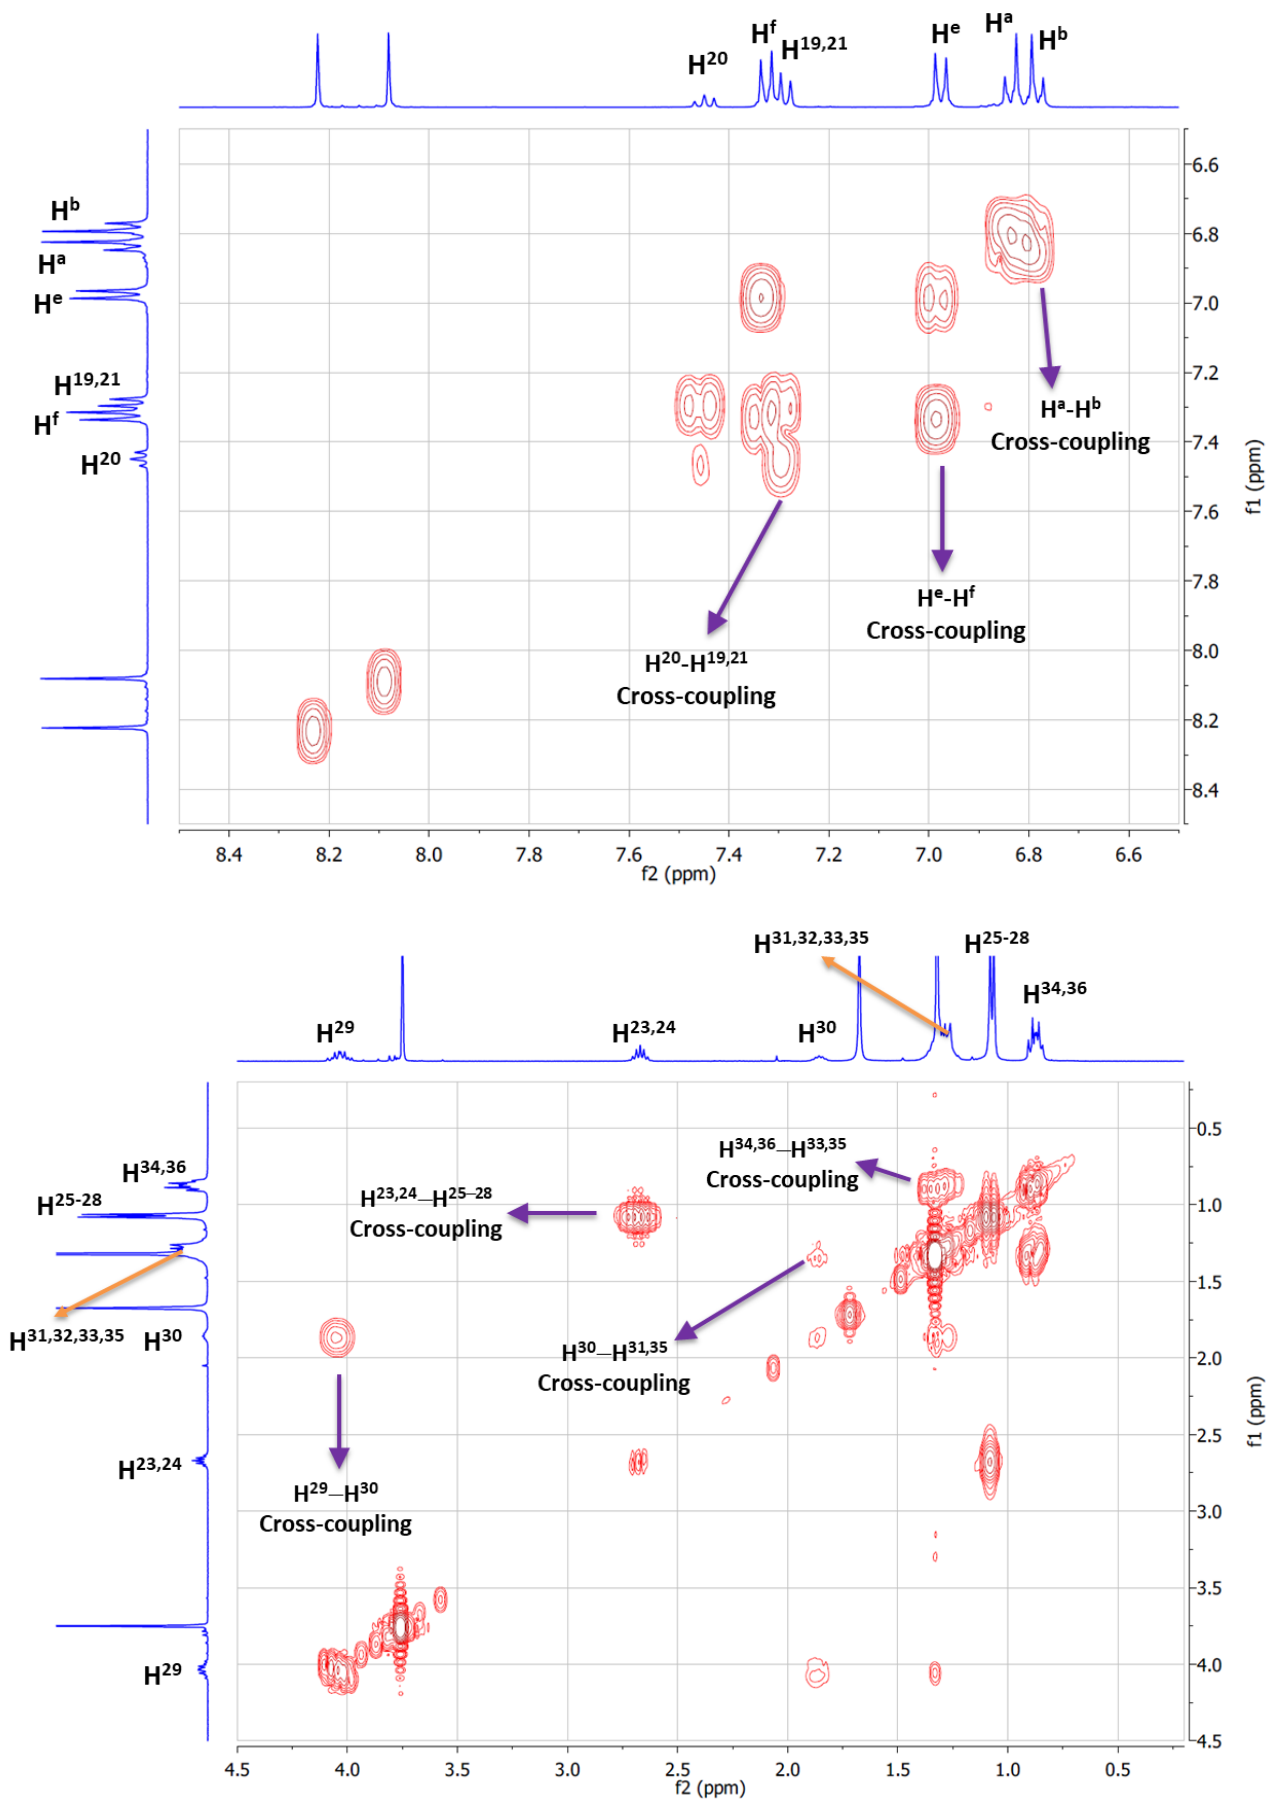 H²⁰
Hᶠ
H¹⁹,²¹
Hᵉ
Hᵃ
Hᵇ
Hᵇ
Hᵃ
Hᵉ
H¹⁹,²¹
Hᶠ
H²⁰
6.6
6.8
7.0
7.2
7.4
7.6
7.8
8.0
8.2
8.4
f1 (ppm)
Hᵃ-Hᵇ
Cross-coupling
Hᵉ-Hᶠ
Cross-coupling
H²⁰-H¹⁹,²¹
Cross-coupling
8.4 8.2 8.0 7.8 7.6 7.4 7.2 7.0 6.8 6.6
f2 (ppm)
H³¹,³²,³³,³⁵
H²⁵⁻²⁸
H³⁴,³⁶
H²⁹
H²³,²⁴
H³⁰
H³⁴,³⁶
H²⁵⁻²⁸
H³¹,³²,³³,³⁵
H³⁰
H²³,²⁴
H²⁹
H³⁴,³⁶–H³³,³⁵
Cross-coupling
H²³,²⁴–H²⁵⁻²⁸
Cross-coupling
H³⁰–H³¹,³⁵
Cross-coupling
H²⁹–H³⁰
Cross-coupling
0.5
1.0
1.5
2.0
2.5
3.0
3.5
4.0
4.5
f1 (ppm)
4.5 4.0 3.5 3.0 2.5 2.0 1.5 1.0 0.5
f2 (ppm)